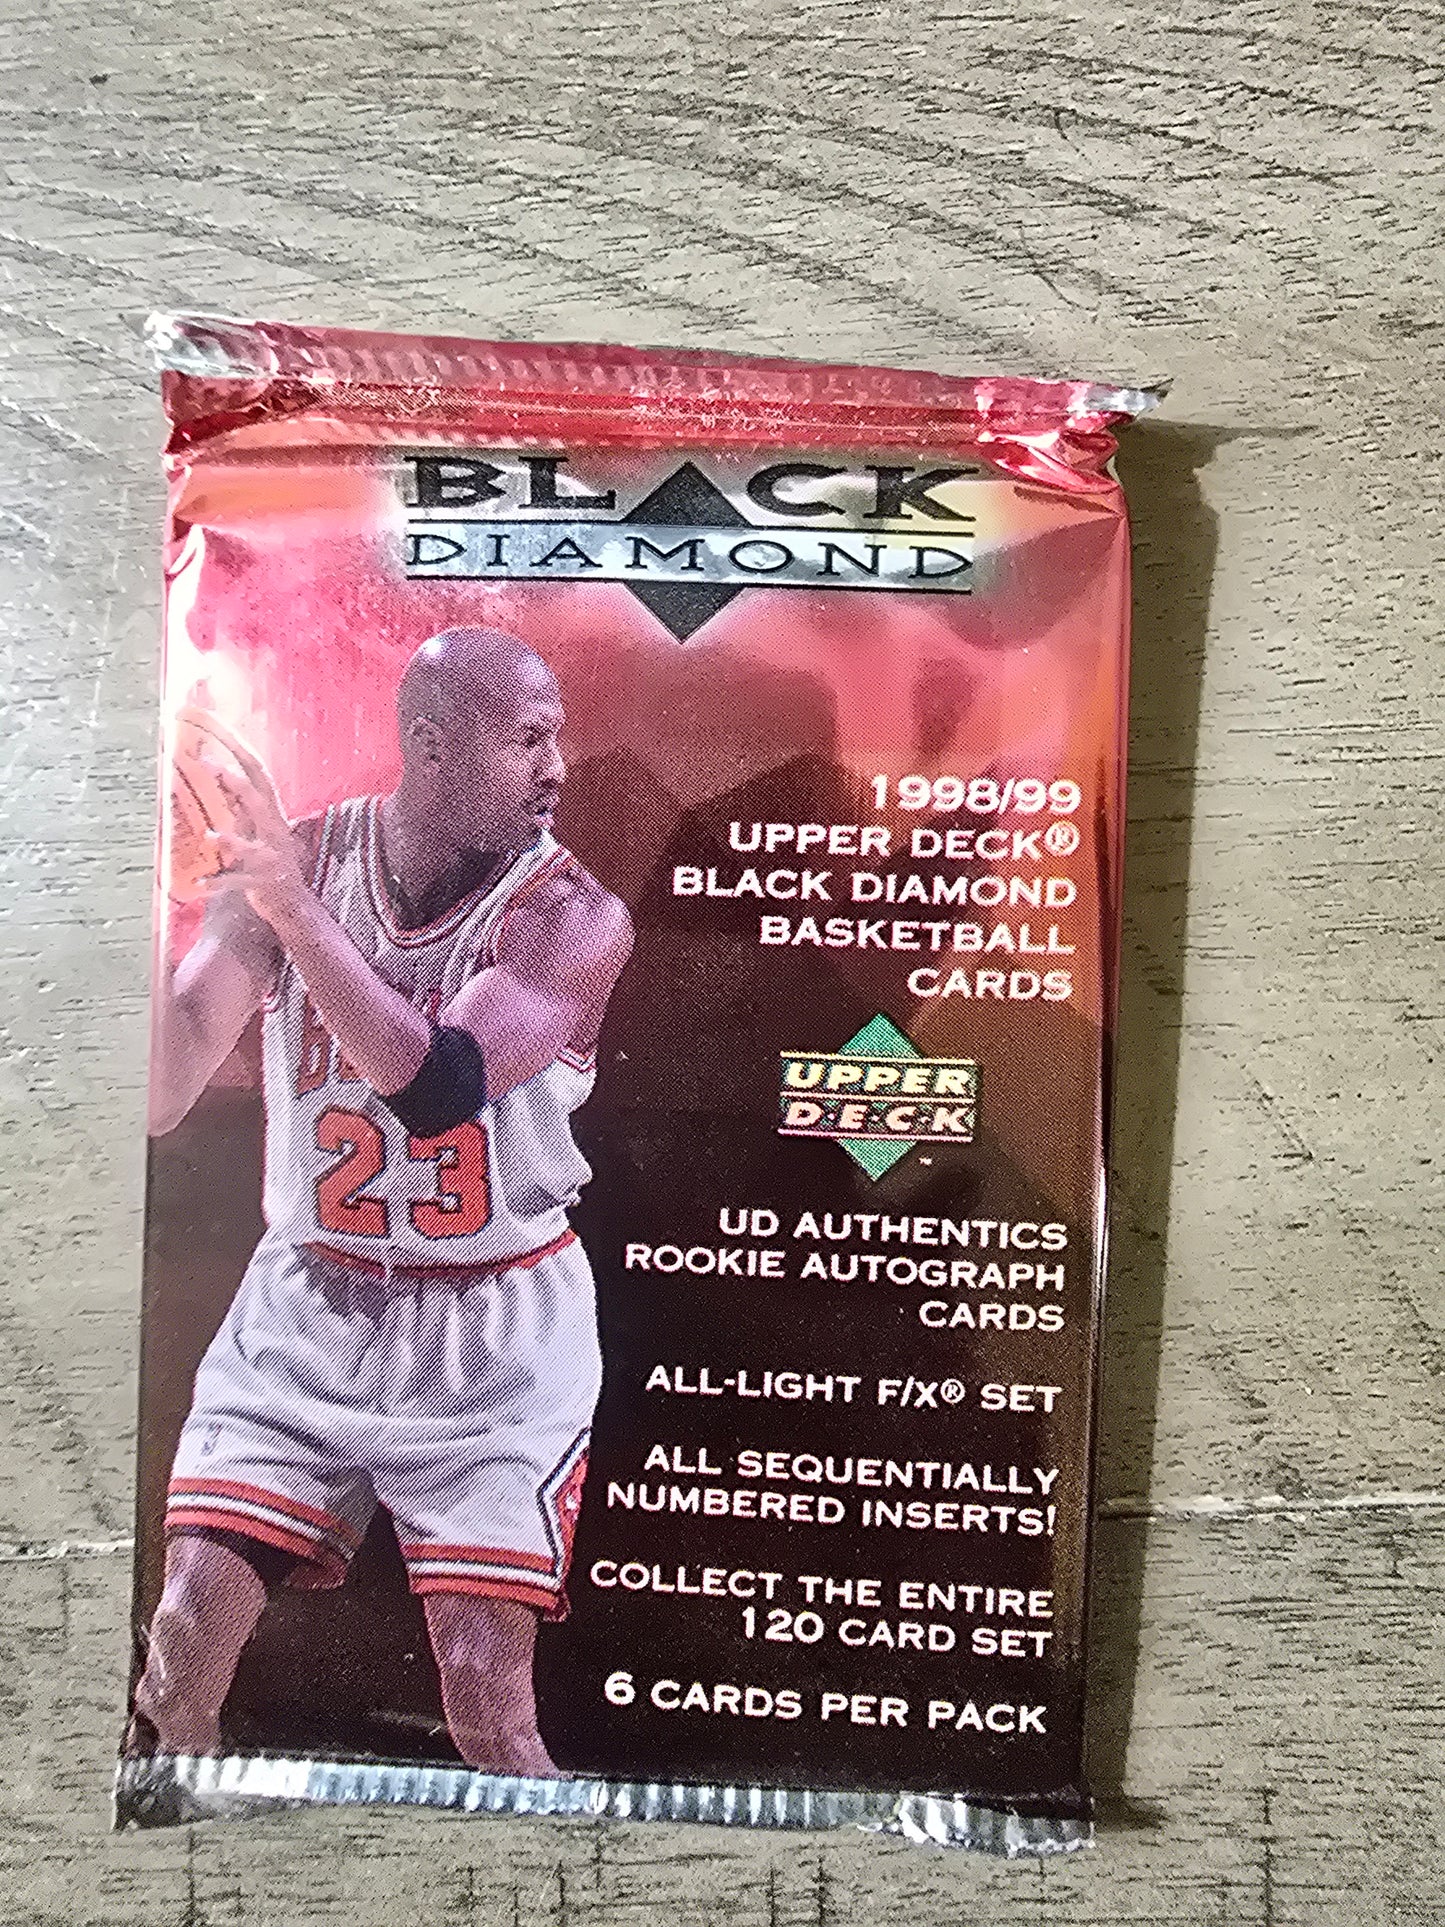 BLACK
DIAMOND
1998/99
UPPER DECK®
BLACK DIAMOND
BASKETBALL
CARDS
UPPER
D·E·C·K
™
UD AUTHENTICS
ROOKIE AUTOGRAPH
CARDS
ALL-LIGHT F/X® SET
ALL SEQUENTIALLY
NUMBERED INSERTS!
COLLECT THE ENTIRE
120 CARD SET
6 CARDS PER PACK
23